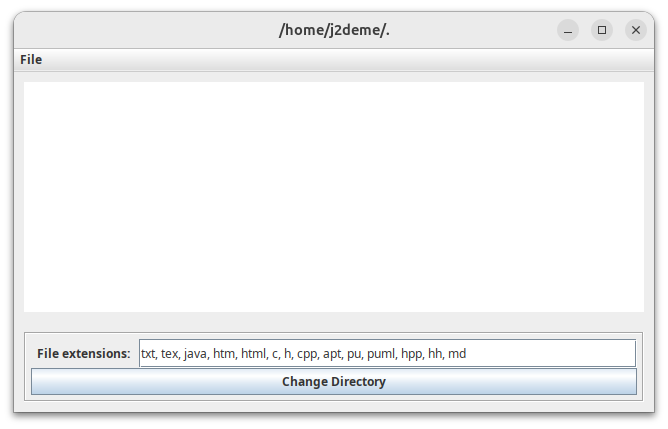 /home/j2deme/.
File
File extensions: txt, tex, java, htm, html, c, h, cpp, apt, pu, puml, hpp, hh, md
Change Directory